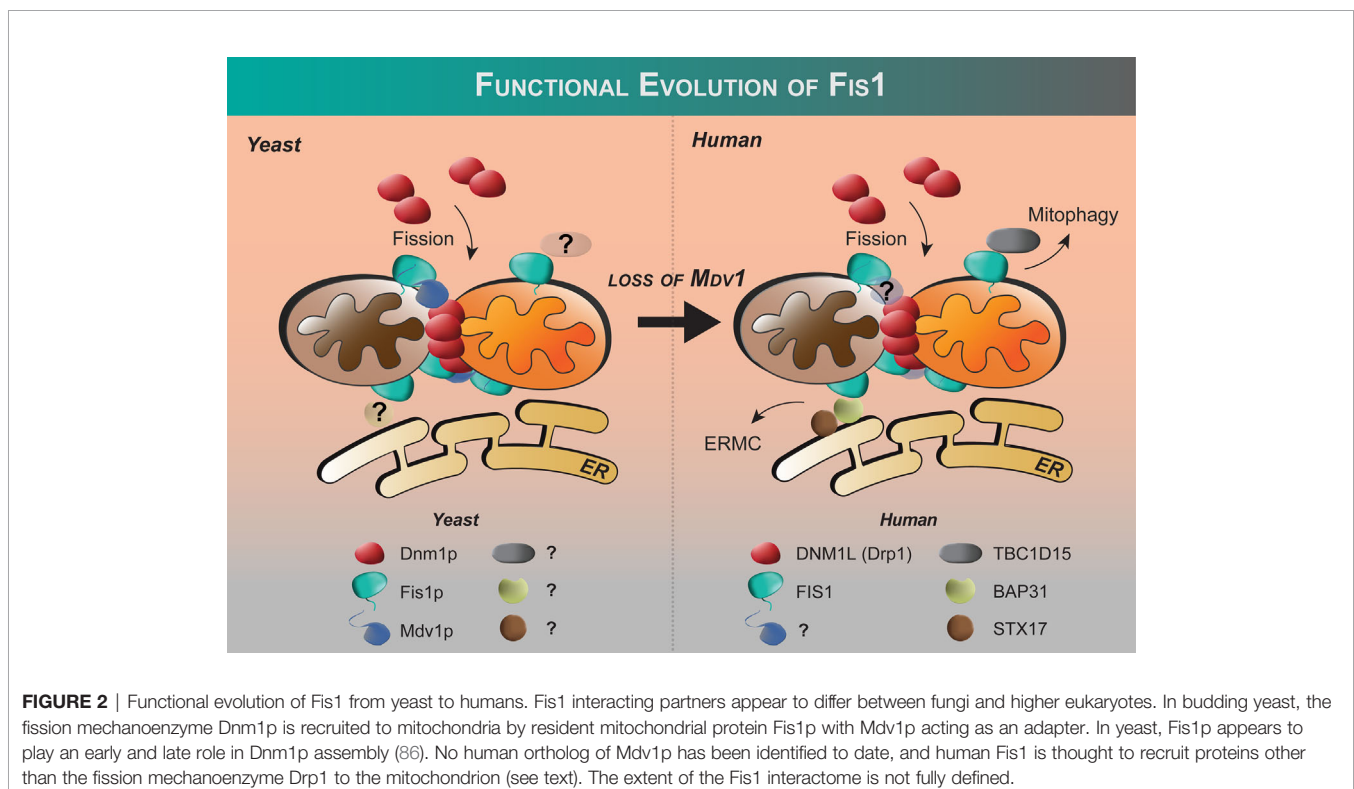 FUNCTIONAL EVOLUTION OF FIS1
Yeast
Human
Fission
?
LOSS OF MDV1
?
ER
Fission
Mitophagy
?
ERMC
ER
Yeast
Dnm1p
?
Fis1p
?
Mdv1p
?
Human
DNM1L (Drp1)
TBC1D15
FIS1
BAP31
?
STX17
FIGURE 2 | Functional evolution of Fis1 from yeast to humans. Fis1 interacting partners appear to differ between fungi and higher eukaryotes. In budding yeast, the
fission mechanoenzyme Dnm1p is recruited to mitochondria by resident mitochondrial protein Fis1p with Mdv1p acting as an adapter. In yeast, Fis1p appears to
play an early and late role in Dnm1p assembly (86). No human ortholog of Mdv1p has been identified to date, and human Fis1 is thought to recruit proteins other
than the fission mechanoenzyme Drp1 to the mitochondrion (see text). The extent of the Fis1 interactome is not fully defined.